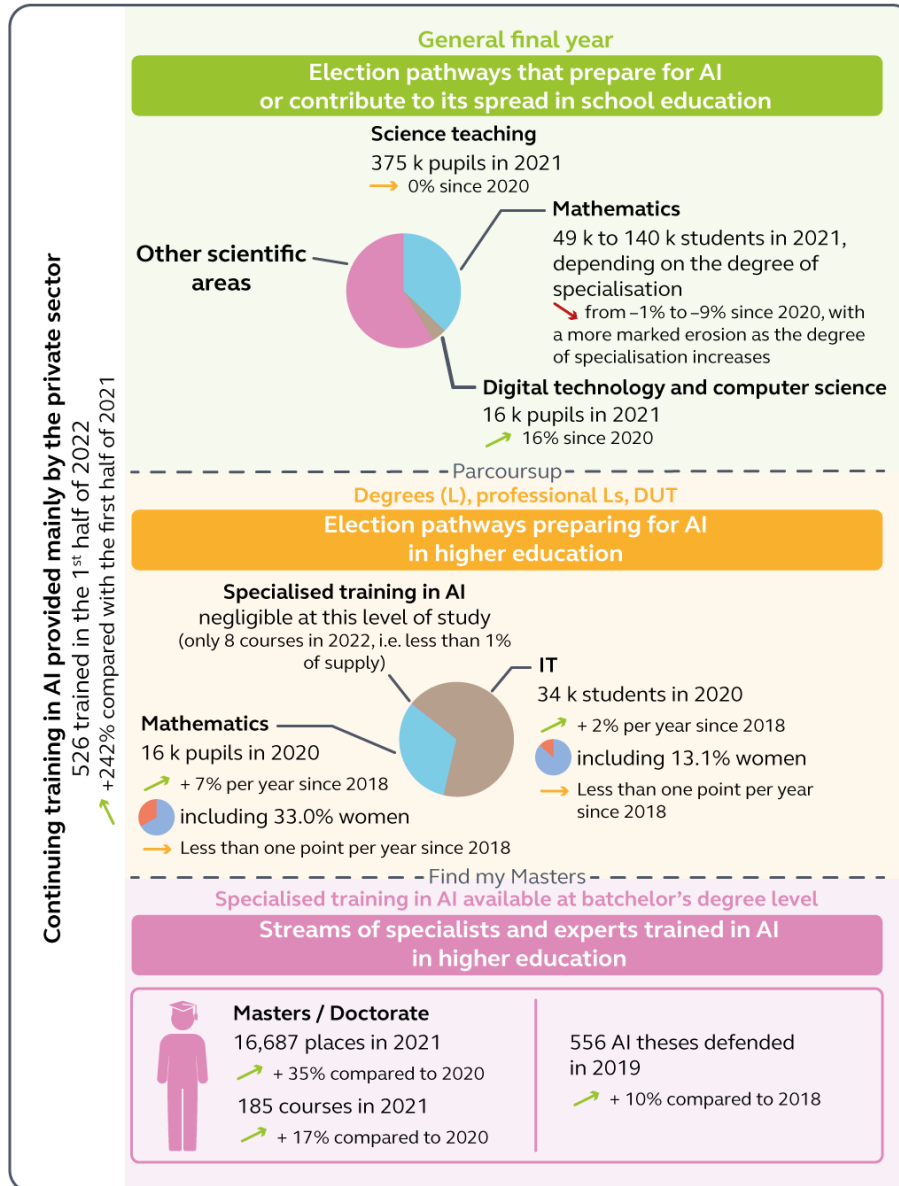 Continuing training in AI provided mainly by the private sector
526 trained in the 1st half of 2022
+242% compared with the first half of 2021
General final year
Election pathways that prepare for AI
or contribute to its spread in school education
Science teaching
375 k pupils in 2021
0% since 2020
Other scientific
areas
Mathematics
49 k to 140 k students in 2021,
depending on the degree of
specialisation
from –1% to –9% since 2020, with
a more marked erosion as the degree
of specialisation increases
Digital technology and computer science
16 k pupils in 2021
16% since 2020
Parcoursup
Degrees (L), professional Ls, DUT
Election pathways preparing for AI
in higher education
Specialised training in AI
negligible at this level of study
(only 8 courses in 2022, i.e. less than 1%
of supply)
IT
34 k students in 2020
+ 2% per year since 2018
including 13.1% women
Less than one point per year
since 2018
Mathematics
16 k pupils in 2020
+ 7% per year since 2018
including 33.0% women
Less than one point per year since 2018
Find my Masters
Specialised training in AI available at batchelor's degree level
Streams of specialists and experts trained in AI
in higher education
Masters / Doctorate
16,687 places in 2021
+ 35% compared to 2020
185 courses in 2021
+ 17% compared to 2020
556 AI theses defended
in 2019
+ 10% compared to 2018